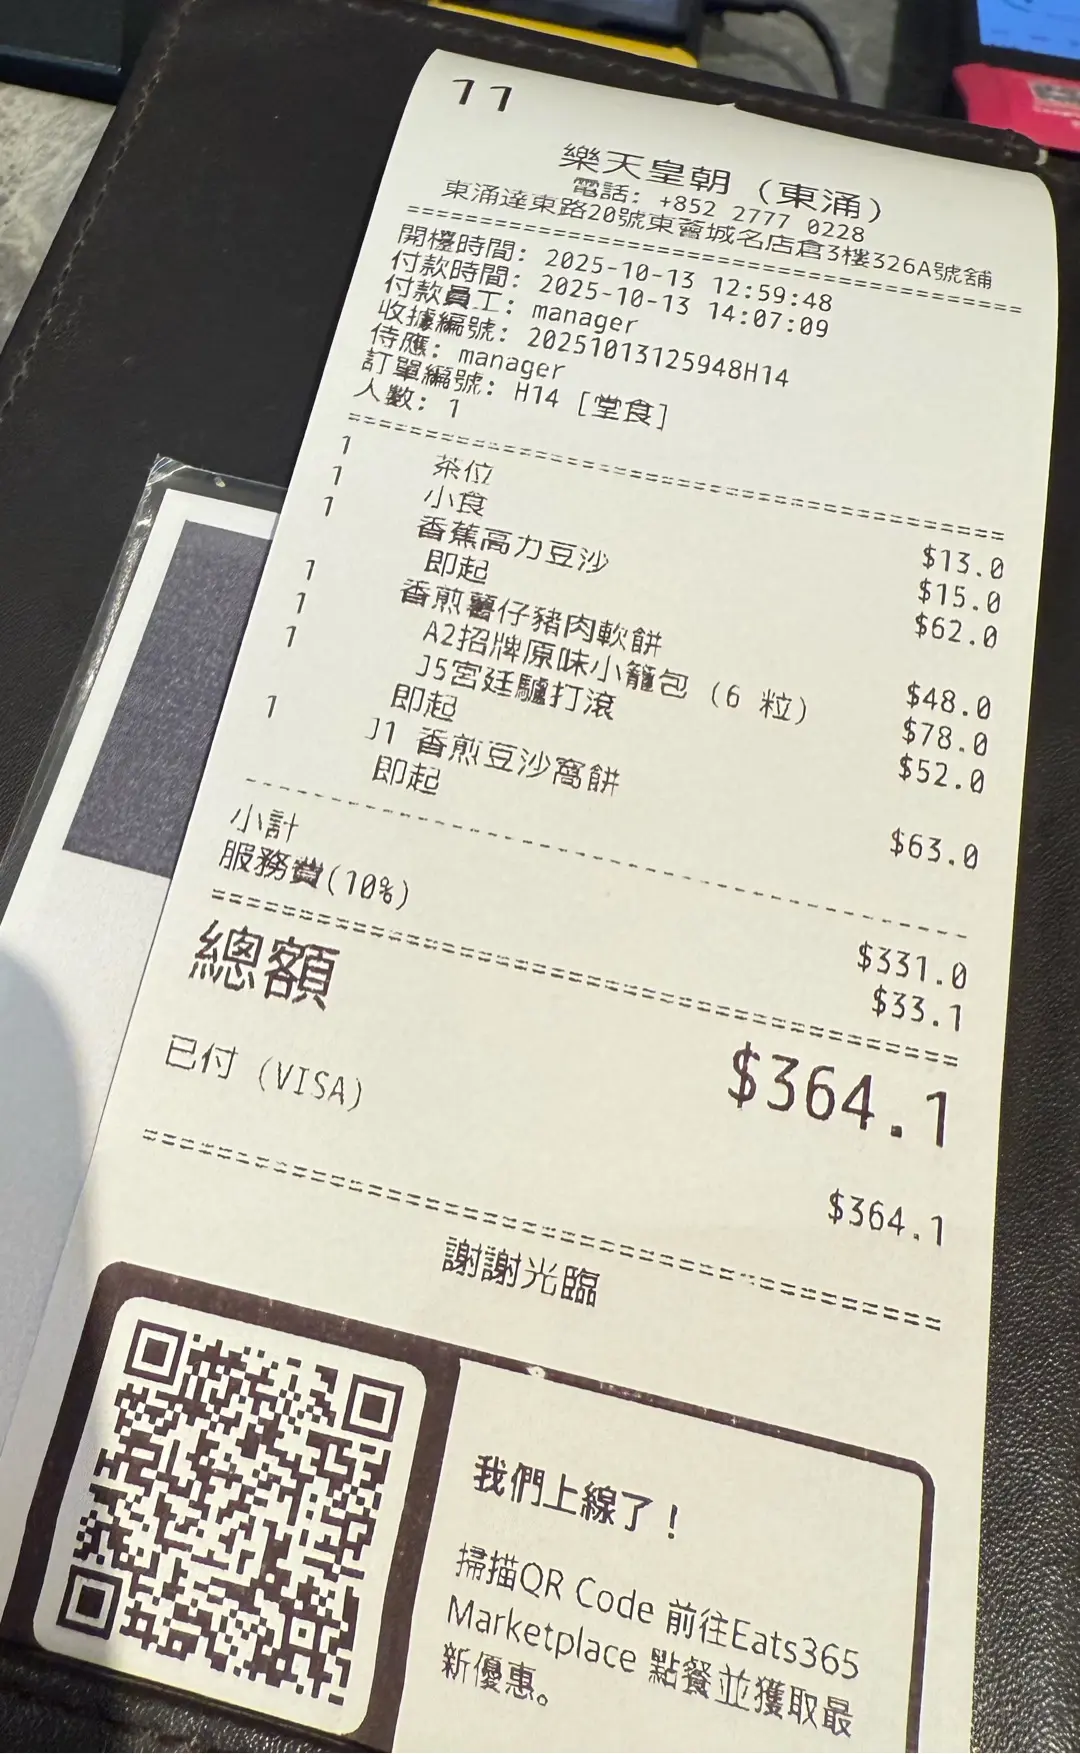 11
樂天皇朝 (東涌)
電話: +852 2777 0228
東涌達東路20號東薈城名店倉3樓326A號舖
開檯時間: 2025-10-13 12:59:48
付款時間: 2025-10-13 14:07:09
付款員工: manager
收據編號: 20251013125948H14
侍應: manager
訂單編號: H14 [堂食]
人數: 1
1 茶位 $13.0
1 小食 $15.0
1 香蕉高力豆沙 $62.0
即起
1 香煎薯仔豬肉軟餅 $48.0
1 A2招牌原味小籠包 (6 粒) $78.0
1 J5宮廷驢打滾 $52.0
即起
1 J1 香煎豆沙窩餅 $63.0
即起
小計 $331.0
服務費(10%) $33.1
總額 $364.1
已付 (VISA) $364.1
謝謝光臨
我們上線了!
掃描QR Code 前往Eats365
Marketplace 點餐並獲取最
新優惠。